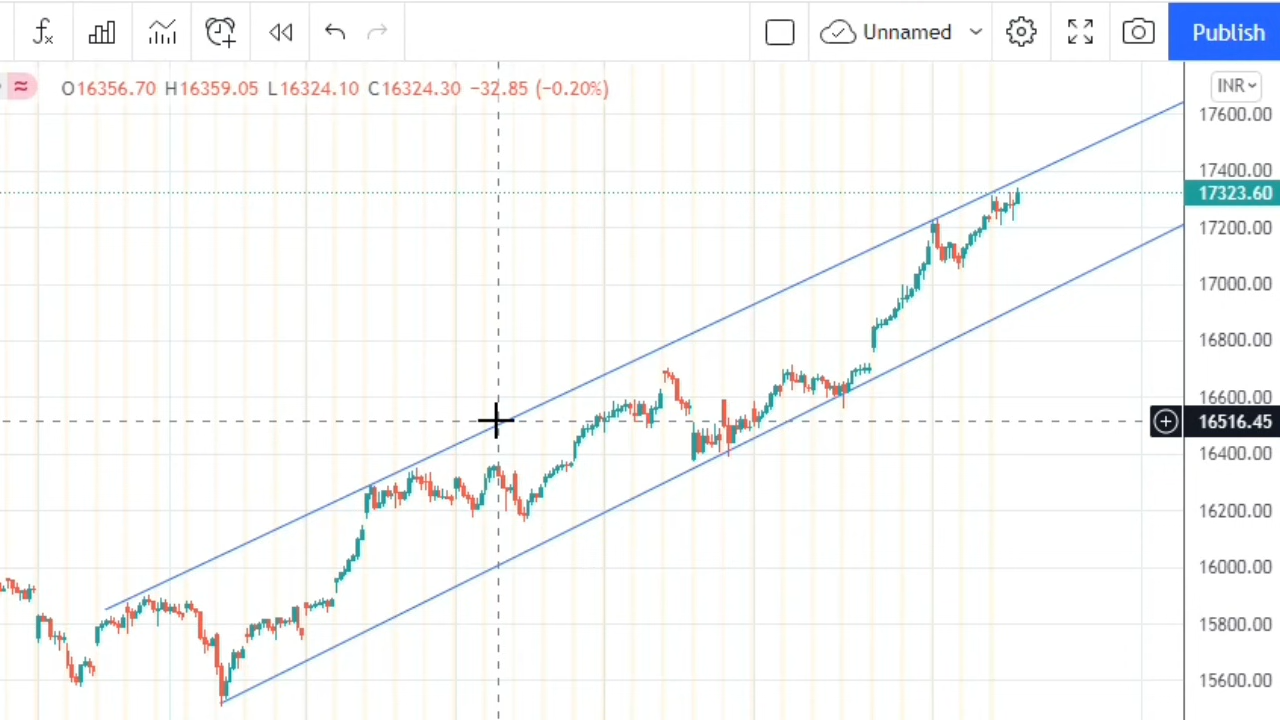 fx
Unnamed
Publish
O16356.70 H16359.05 L16324.10 C16324.30 −32.85 (−0.20%)
INR
17600.00
17400.00
17323.60
17200.00
17000.00
16800.00
16600.00
16516.45
16400.00
16200.00
16000.00
15800.00
15600.00